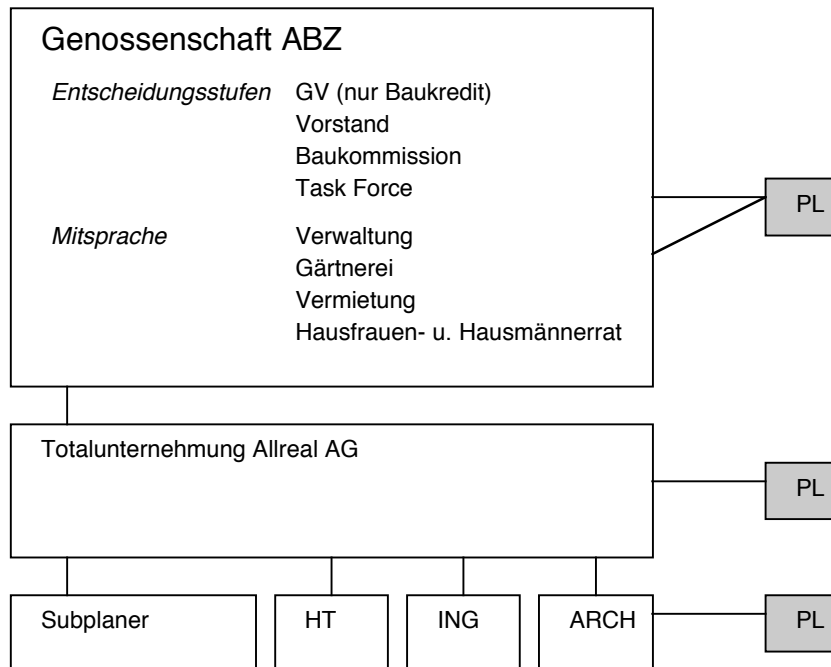 Genossenschaft ABZ
Entscheidungsstufen GV (nur Baukredit)
Vorstand
Baukommission
Task Force
PL
Mitsprache Verwaltung
Gärtnerei
Vermietung
Hausfrauen- u. Hausmännerrat
Totalunternehmung Allreal AG
PL
Subplaner HT ING ARCH PL